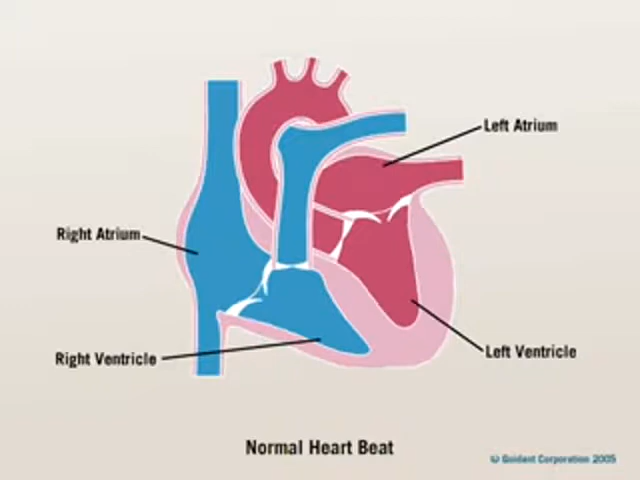 Left Atrium
Right Atrium
Right Ventricle
Left Ventricle
Normal Heart Beat
© Guidant Corporation 2005